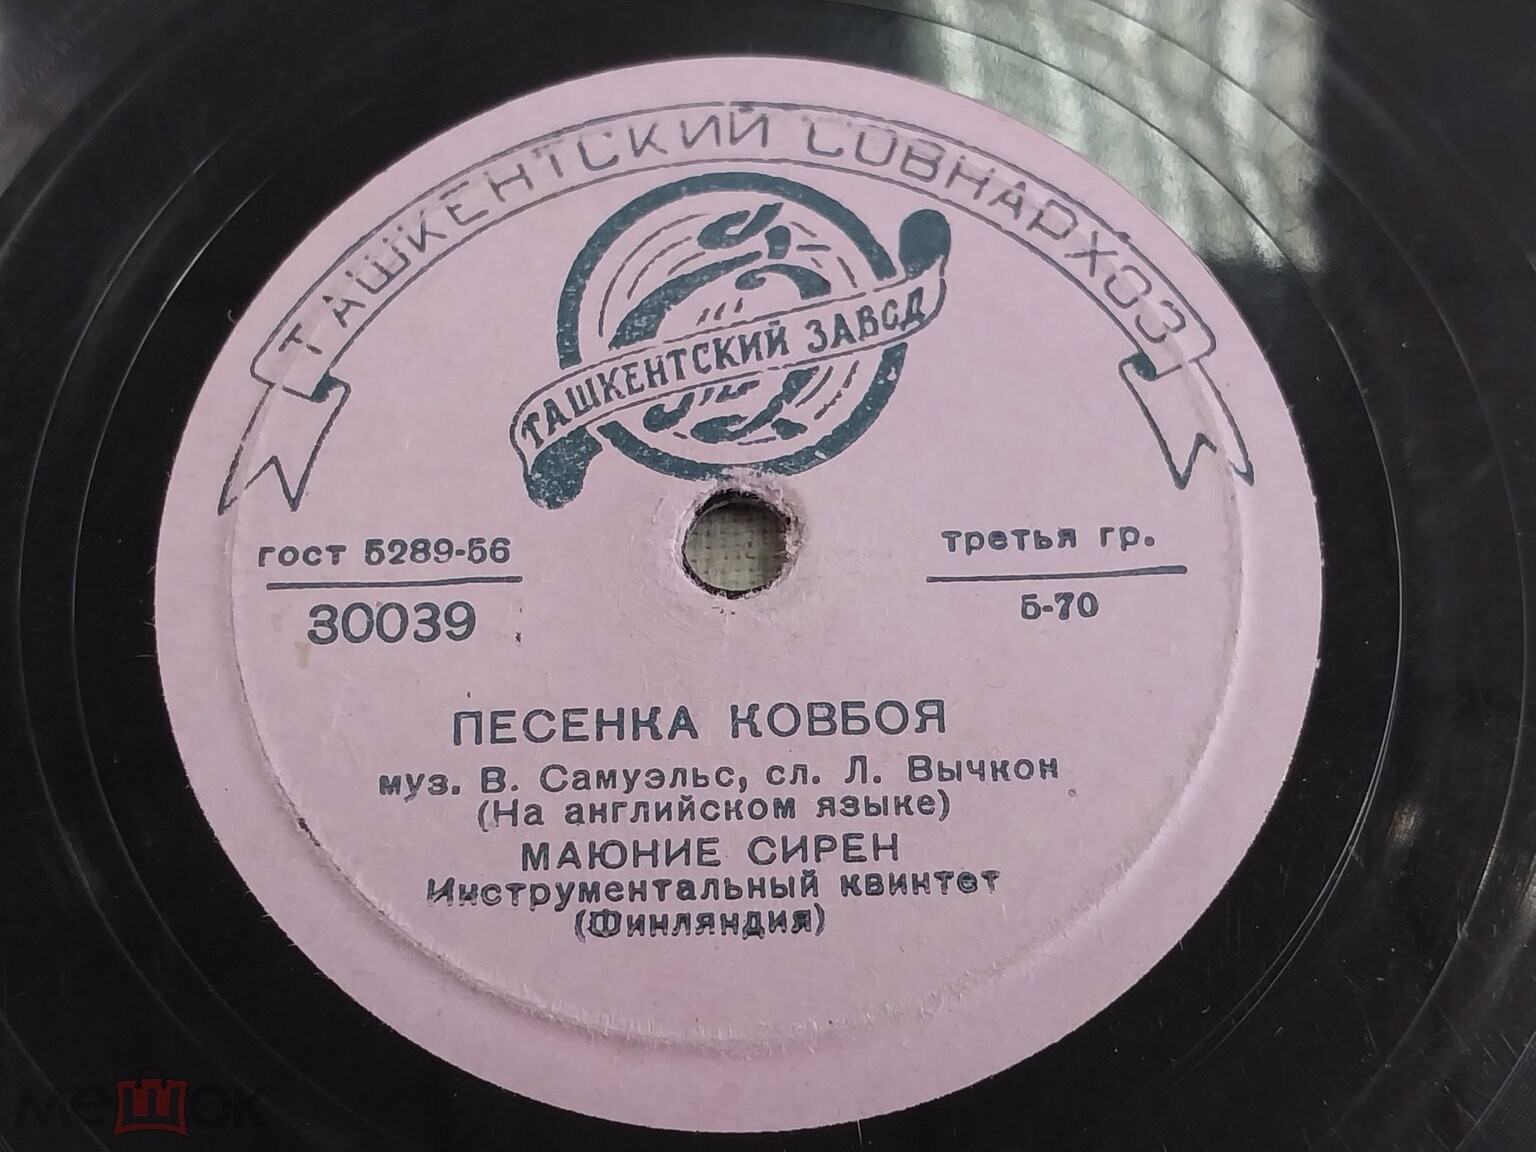 ТАШКЕНТСКИЙ СОВНАРХОЗ
ТАШКЕНТСКИЙ ЗАВОД
гост 5289-56
30039
третья гр.
Б-70
ПЕСЕНКА КОВБОЯ
муз. В. Самуэльс, сл. Л. Вычкон
(На английском языке)
МАЮНИЕ СИРЕН
Инструментальный квинтет
(Финляндия)
мешок